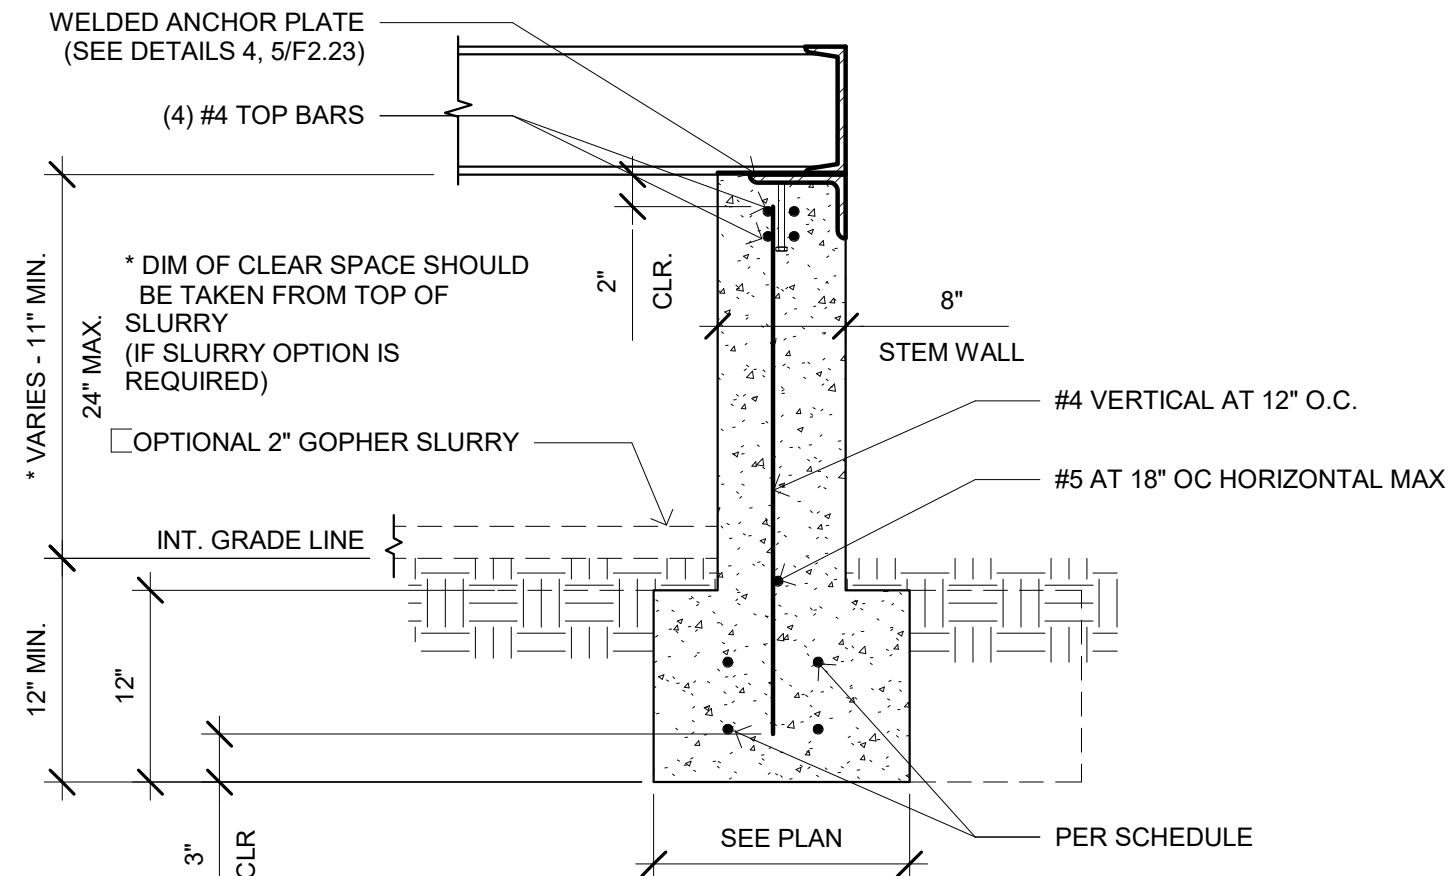 WELDED ANCHOR PLATE
(SEE DETAILS 4, 5/F2.23)
(4) #4 TOP BARS
* VARIES - 11" MIN.
24" MAX.
* DIM OF CLEAR SPACE SHOULD
BE TAKEN FROM TOP OF
SLURRY
(IF SLURRY OPTION IS
REQUIRED)
2"
CLR.
8"
STEM WALL
#4 VERTICAL AT 12" O.C.
OPTIONAL 2" GOPHER SLURRY
#5 AT 18" OC HORIZONTAL MAX
INT. GRADE LINE
12" MIN.
12"
3"
CLR
SEE PLAN
PER SCHEDULE